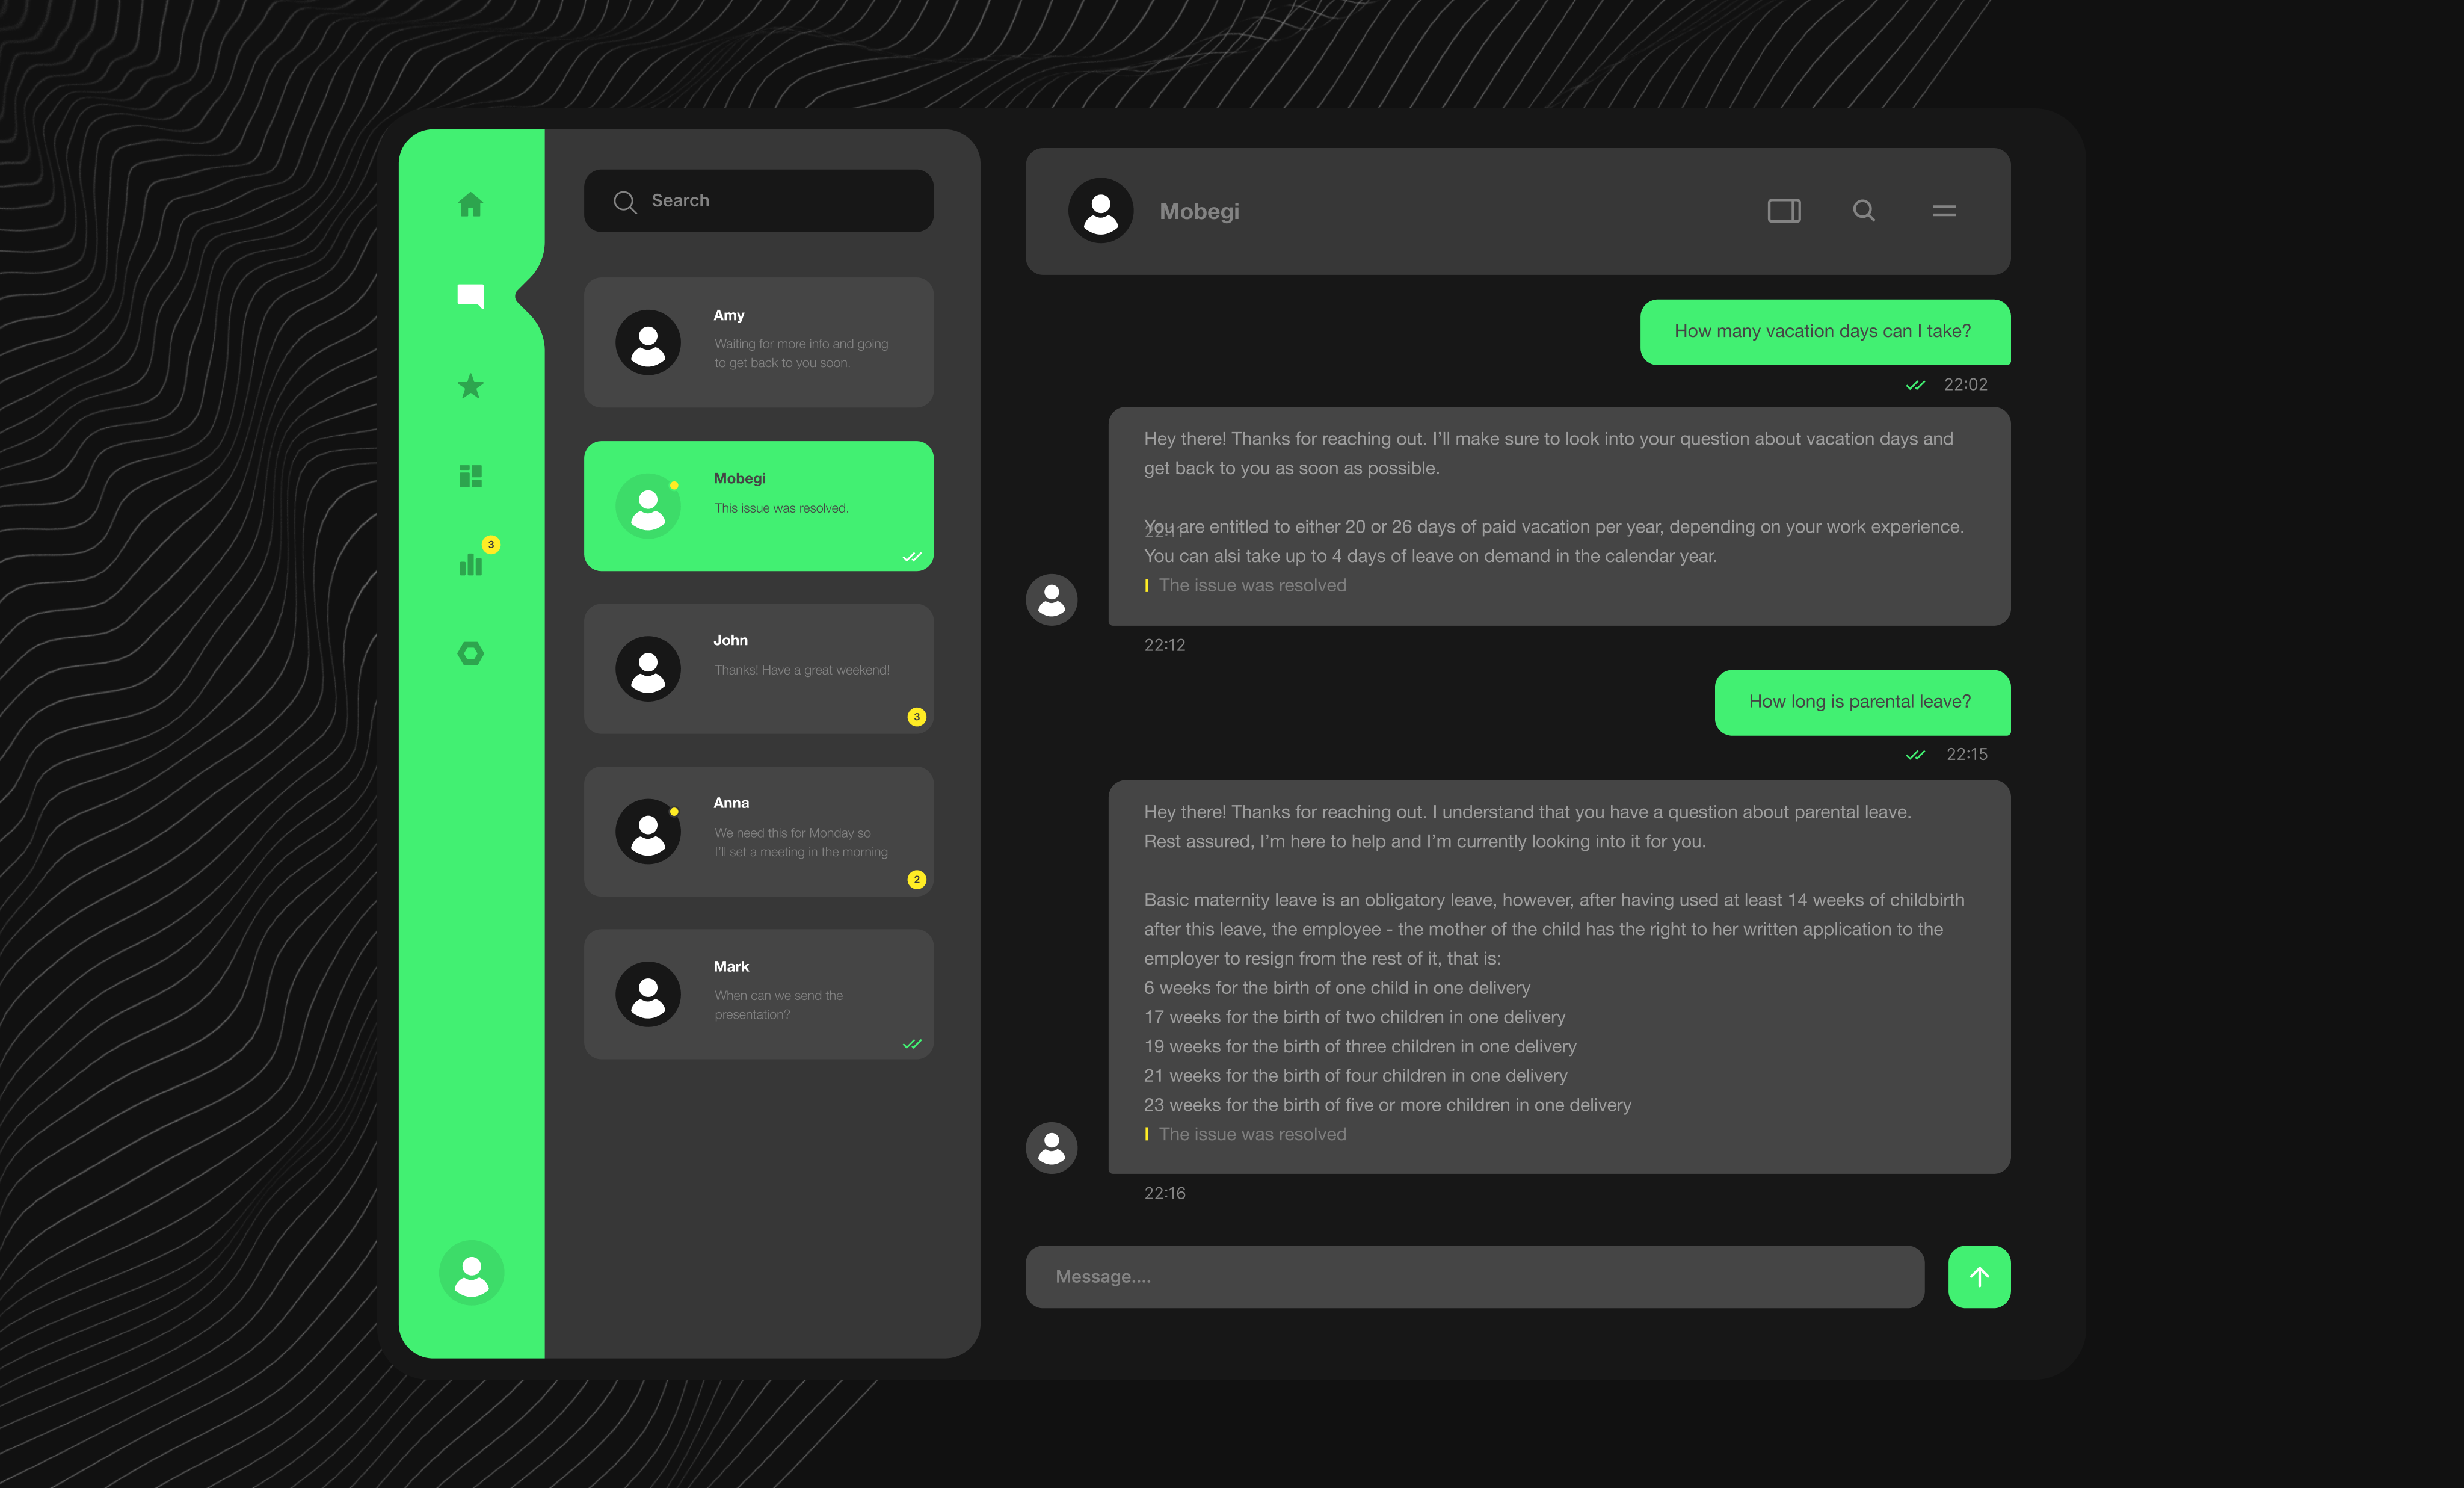 Search
Amy
Waiting for more info and going
to get back to you soon.
Mobegi
This issue was resolved.
3
John
Thanks! Have a great weekend!
3
Anna
We need this for Monday so
I'll set a meeting in the morning
2
Mark
When can we send the
presentation?
Mobegi
How many vacation days can I take?
22:02
Hey there! Thanks for reaching out. I’ll make sure to look into your question about vacation days and
get back to you as soon as possible.
22:11
You are entitled to either 20 or 26 days of paid vacation per year, depending on your work experience.
You can alsi take up to 4 days of leave on demand in the calendar year.
The issue was resolved
22:12
How long is parental leave?
22:15
Hey there! Thanks for reaching out. I understand that you have a question about parental leave.
Rest assured, I’m here to help and I’m currently looking into it for you.
Basic maternity leave is an obligatory leave, however, after having used at least 14 weeks of childbirth
after this leave, the employee - the mother of the child has the right to her written application to the
employer to resign from the rest of it, that is:
6 weeks for the birth of one child in one delivery
17 weeks for the birth of two children in one delivery
19 weeks for the birth of three children in one delivery
21 weeks for the birth of four children in one delivery
23 weeks for the birth of five or more children in one delivery
The issue was resolved
22:16
Message....